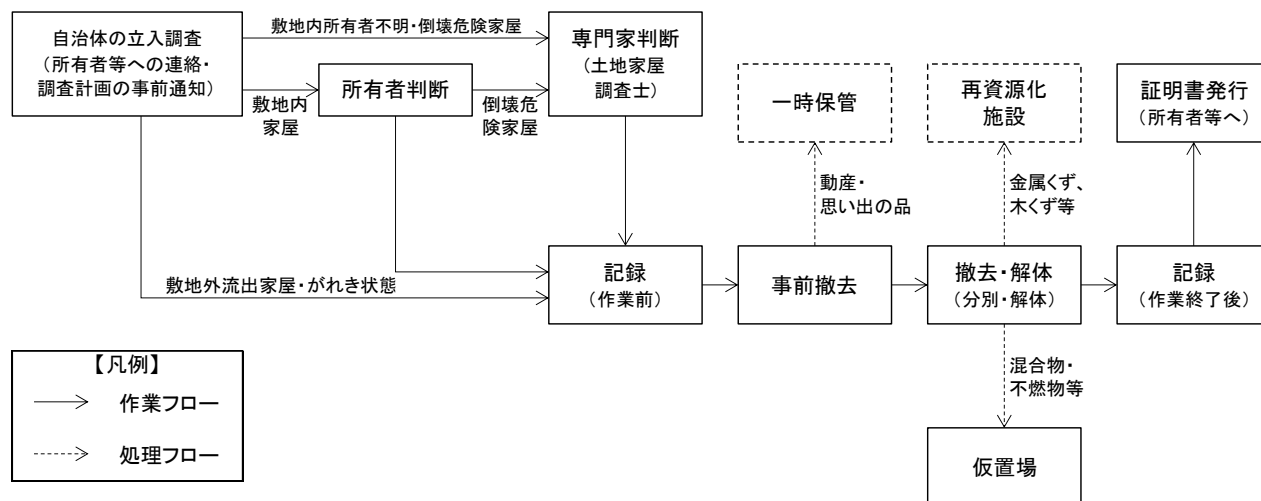 自治体の立入調査
（所有者等への連絡・
調査計画の事前通知）
敷地内所有者不明・倒壊危険家屋
敷地内
家屋
所有者判断
倒壊危
険家屋
専門家判断
（土地家屋
調査士）
一時保管
再資源化
施設
証明書発行
（所有者等へ）
動産・
思い出の品
金属くず、
木くず等
敷地外流出家屋・がれき状態
記録
（作業前）
事前撤去
撤去・解体
（分別・解体）
記録
（作業終了後）
混合物・
不燃物等
仮置場
【凡例】
作業フロー
処理フロー